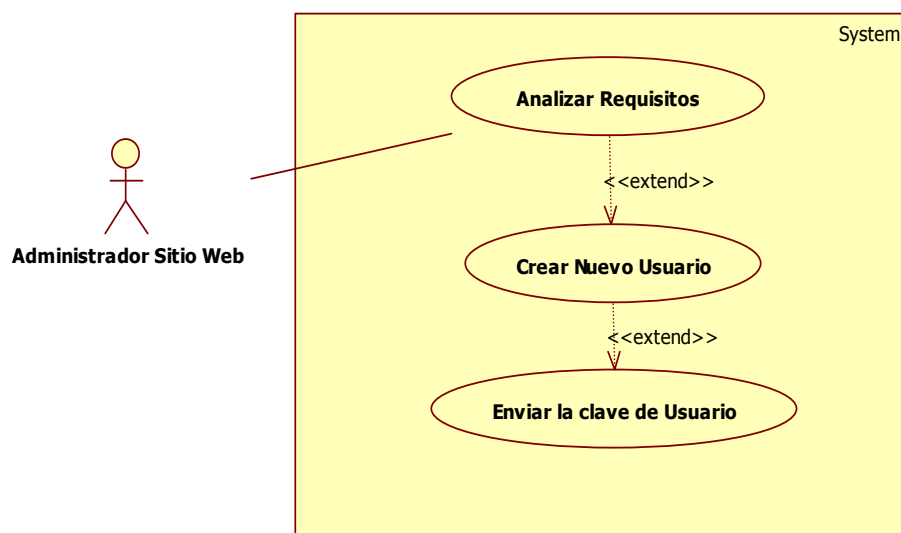 System
Analizar Requisitos
<<extend>>
Administrador Sitio Web
Crear Nuevo Usuario
<<extend>>
Enviar la clave de Usuario